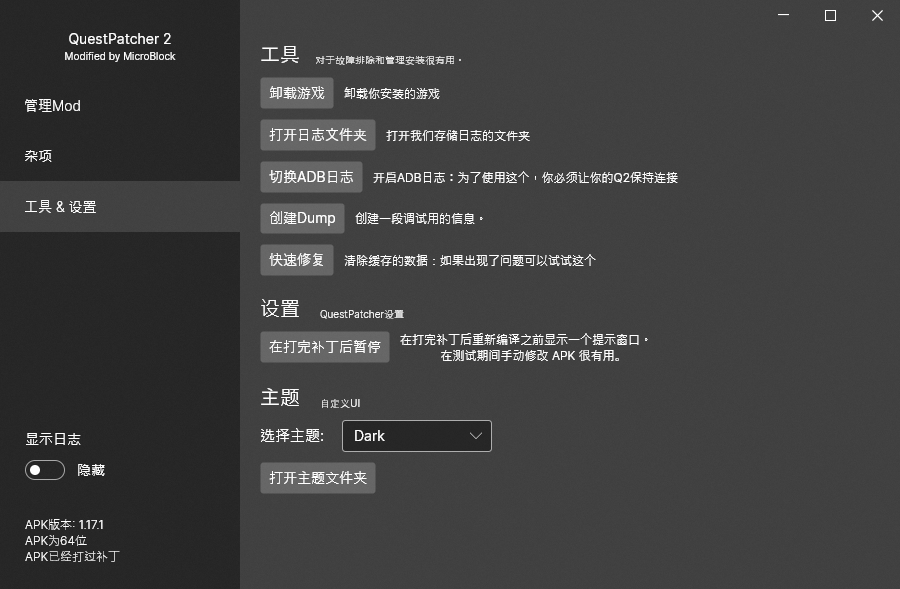 QuestPatcher 2
Modified by MicroBlock
管理Mod
杂项
工具 & 设置
显示日志
隐藏
APK版本: 1.17.1
APK为64位
APK已经打过补丁
工具 对于故障排除和管理安装很有用。
卸载游戏 卸载你安装的游戏
打开日志文件夹 打开我们存储日志的文件夹
切换ADB日志 开启ADB日志：为了使用这个，你必须让你的Q2保持连接
创建Dump 创建一段调试用的信息。
快速修复 清除缓存的数据：如果出现了问题可以试试这个
设置 QuestPatcher设置
在打完补丁后暂停 在打完补丁后重新编译之前显示一个提示窗口。
在测试期间手动修改 APK 很有用。
主题 自定义UI
选择主题: Dark
打开主题文件夹